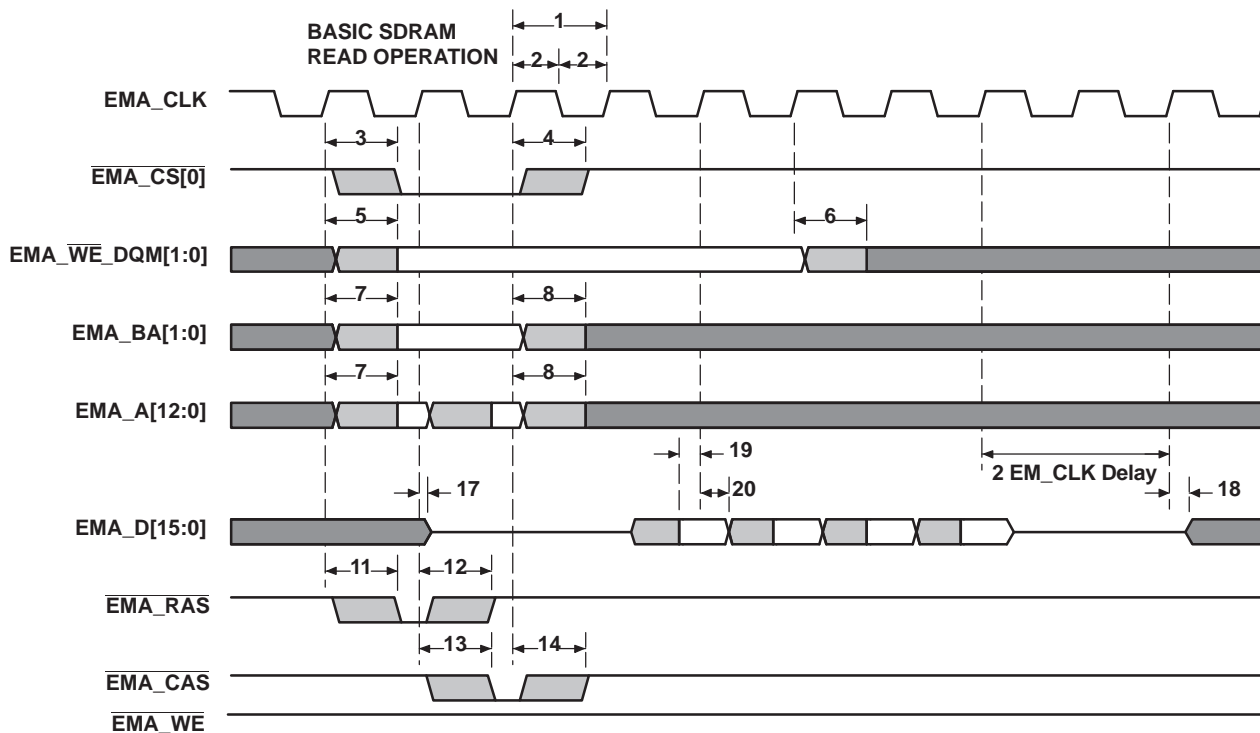 1
BASIC SDRAM
READ OPERATION
2 2
EMA_CLK
3 4
EMA_CS[0]
5 6
EMA_WE_DQM[1:0]
7 8
EMA_BA[1:0]
7 8
EMA_A[12:0]
19
2 EM_CLK Delay
17 20 18
EMA_D[15:0]
11 12
EMA_RAS
13 14
EMA_CAS
EMA_WE